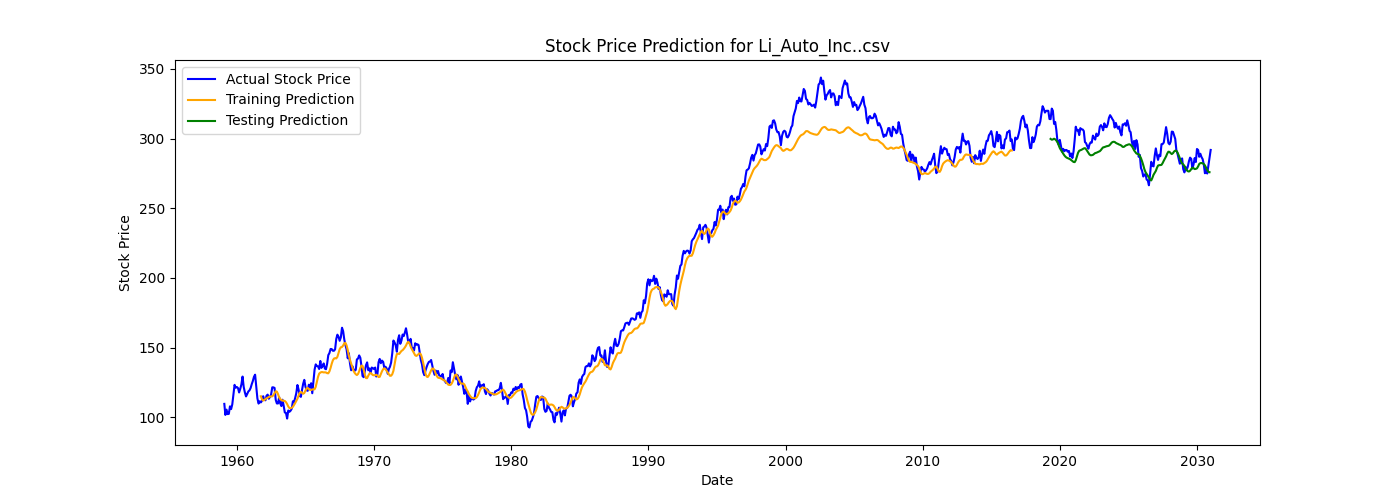 Stock Price Prediction for Li_Auto_Inc..csv
Actual Stock Price
Training Prediction
Testing Prediction
Stock Price
350
300
250
200
150
100
1960 1970 1980 1990 2000 2010 2020 2030
Date